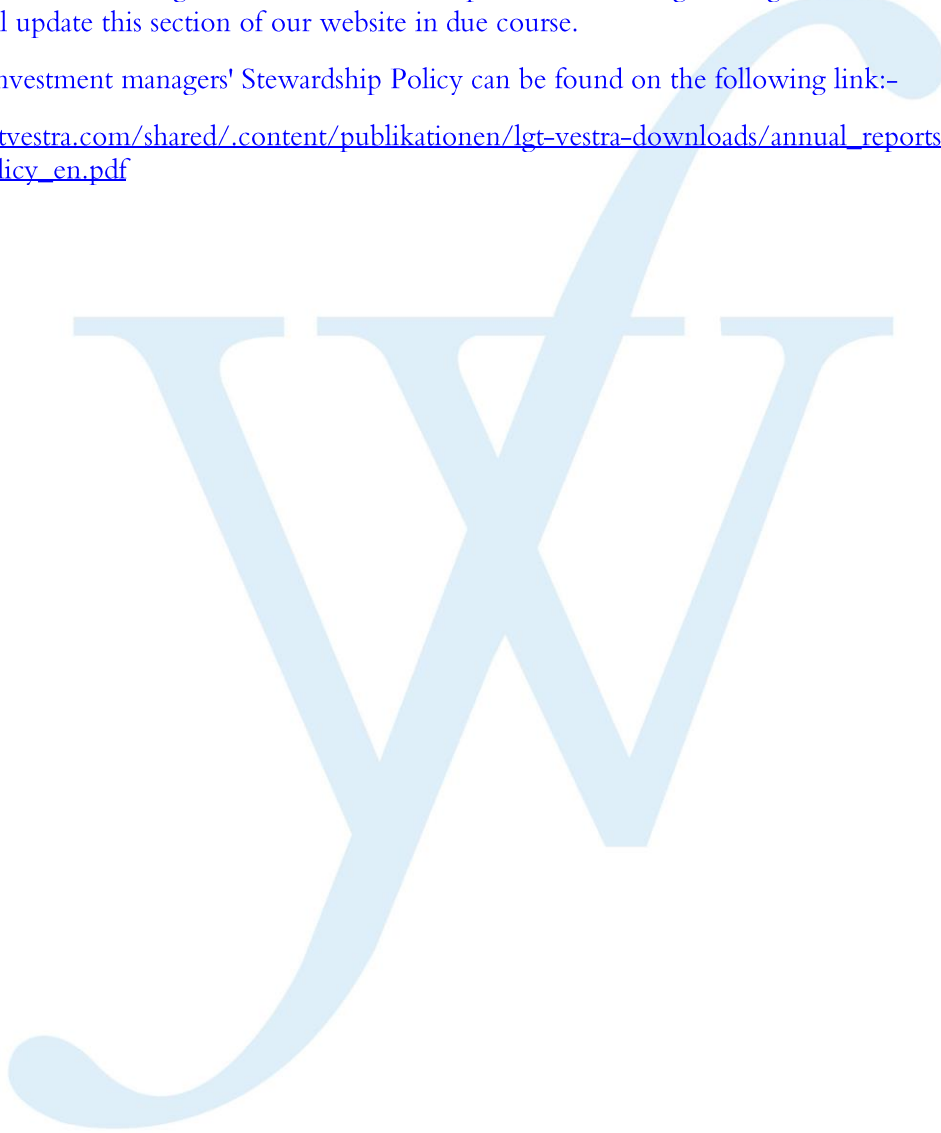 l update this section of our website in due course.
nvestment managers' Stewardship Policy can be found on the following link:-
tvestra.com/shared/.content/publikationen/lgt-vestra-downloads/annual_reports
licy_en.pdf